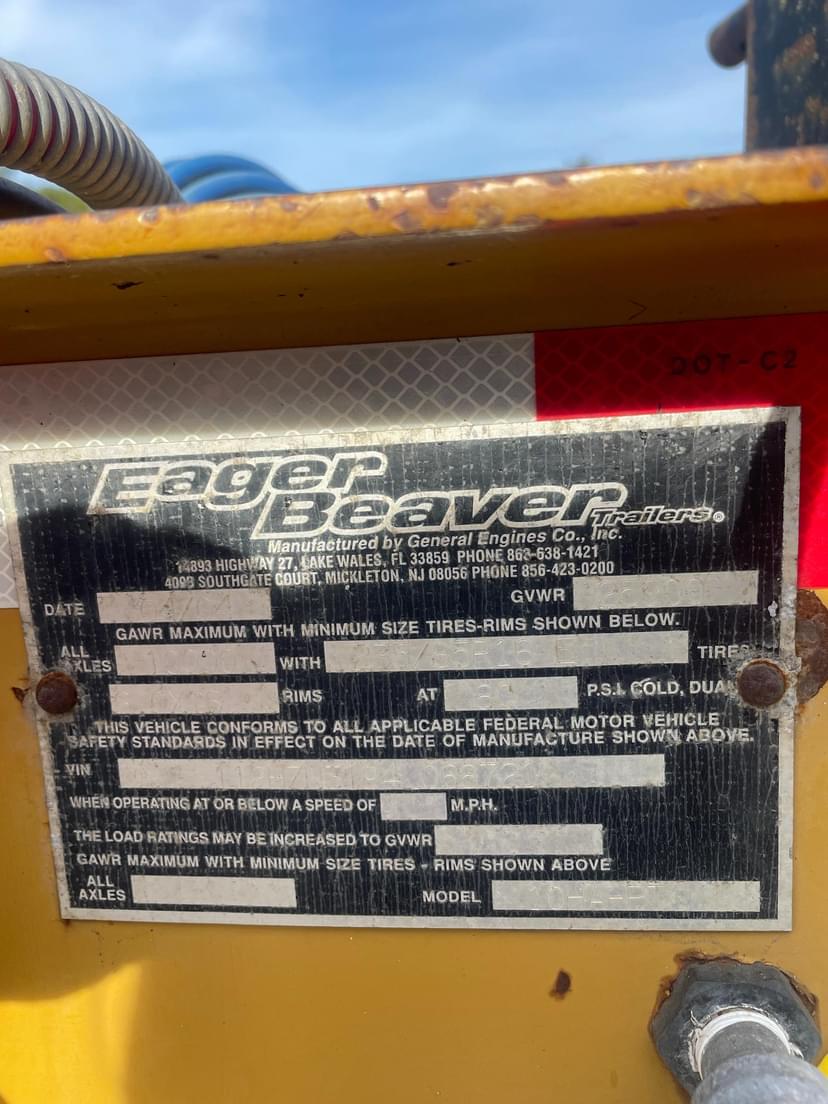 DOT-C2
Eager
Beaver
Trailers®
Manufactured by General Engines Co., Inc.
14893 HIGHWAY 27, LAKE WALES, FL 33859 PHONE 863-638-1421
4093 SOUTHGATE COURT, MICKLETON, NJ 08056 PHONE 856-423-0200
DATE GVWR
GAWR MAXIMUM WITH MINIMUM SIZE TIRES-RIMS SHOWN BELOW.
ALL AXLES WITH TIRES
RIMS AT P.S.I. COLD,
THIS VEHICLE CONFORMS TO ALL APPLICABLE FEDERAL MOTOR VEHICLE
SAFETY STANDARDS IN EFFECT ON THE DATE OF MANUFACTURE SHOWN ABOVE.
VIN
WHEN OPERATING AT OR BELOW A SPEED OF M.P.H.
THE LOAD RATINGS MAY BE INCREASED TO GVWR
GAWR MAXIMUM WITH MINIMUM SIZE TIRES - RIMS SHOWN ABOVE
ALL AXLES MODEL